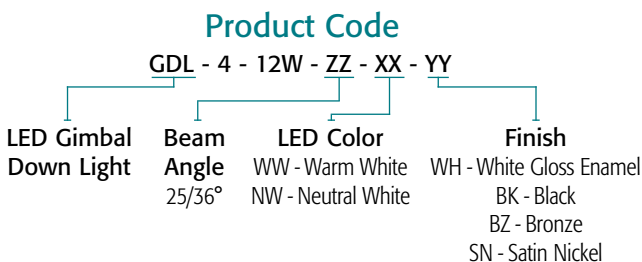 Product Code
GDL - 4 - 12W - ZZ - XX - YY
LED Gimbal
Down Light
Beam
Angle
25/36°
LED Color
WW - Warm White
NW - Neutral White
Finish
WH - White Gloss Enamel
BK - Black
BZ - Bronze
SN - Satin Nickel